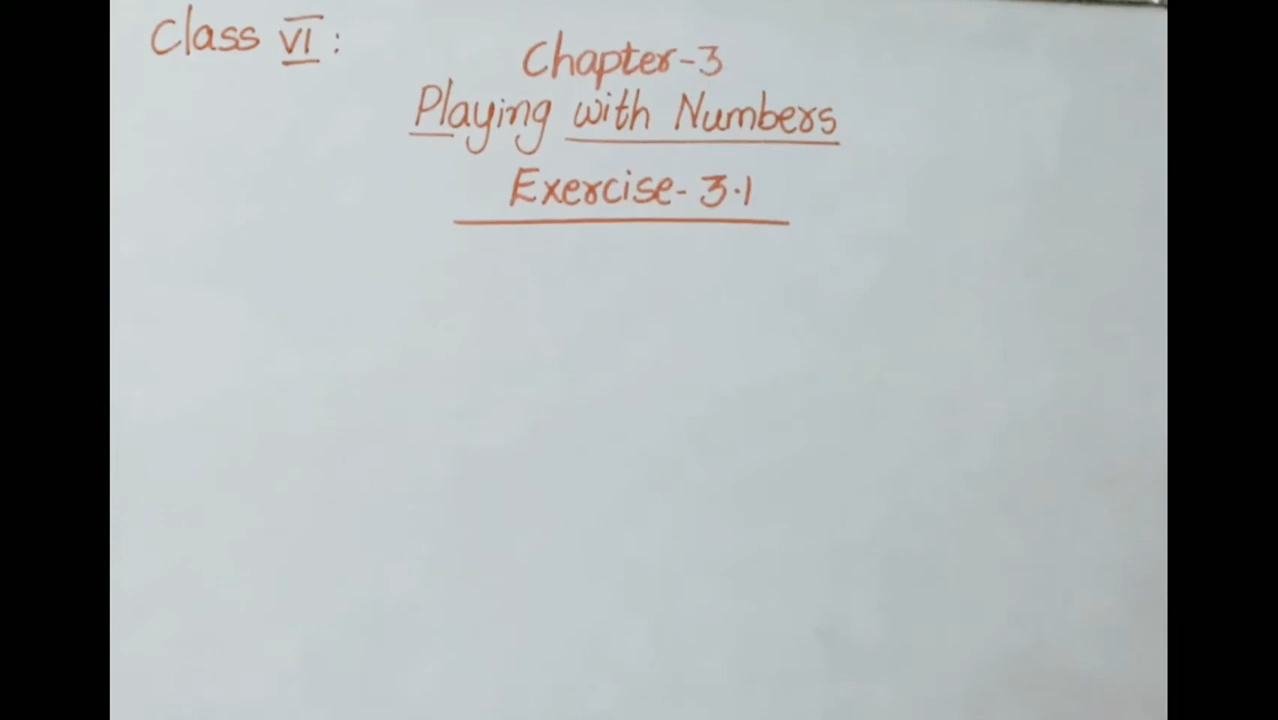 Class VI :
Chapter-3
Playing with Numbers
Exercise- 3.1